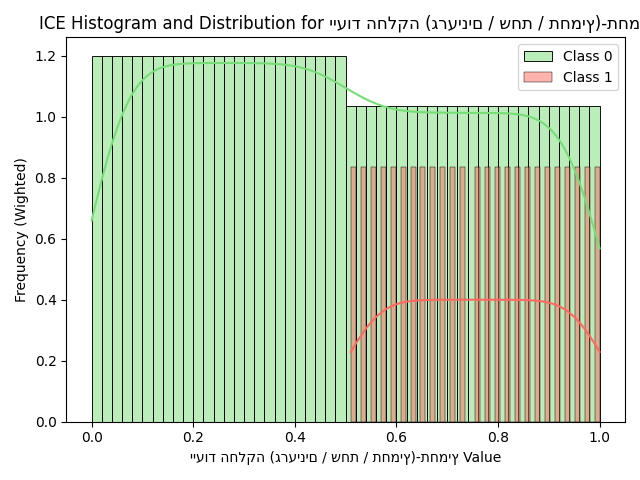 ICE Histogram and Distribution for ייעוד החלקה (גרעינים / שחת / תחמיץ)-תחמ
Class 0
Class 1
Frequency (Wighted)
1.2
1.0
0.8
0.6
0.4
0.2
0.0
0.0 0.2 0.4 0.6 0.8 1.0
ייעוד החלקה (גרעינים / שחת / תחמיץ)-תחמיץ Value